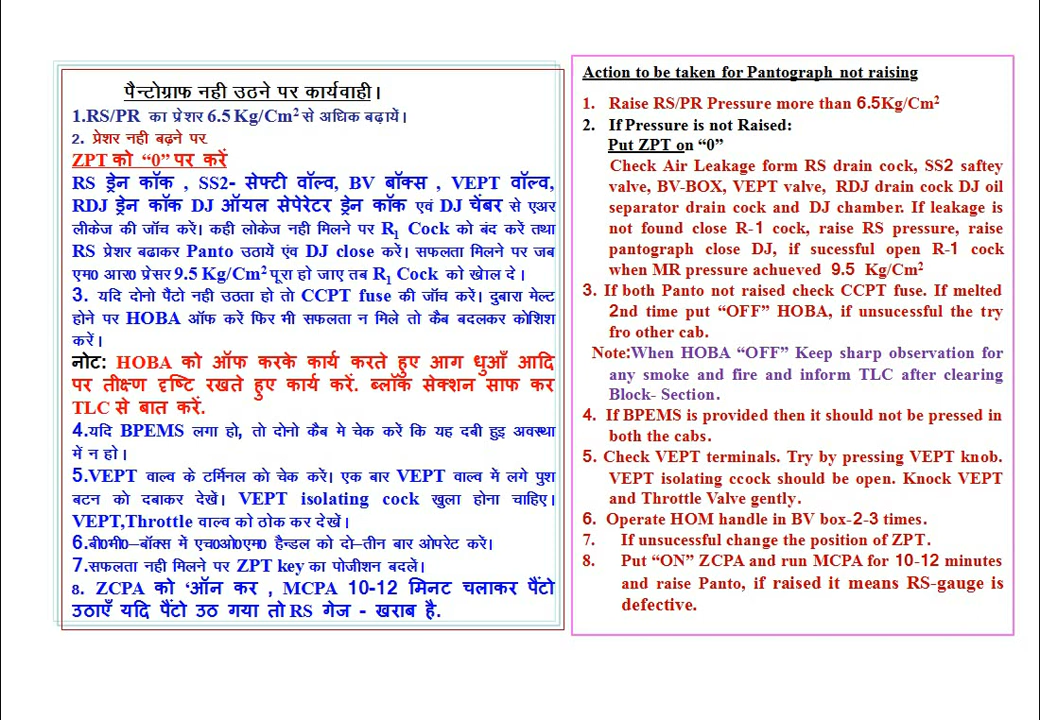 पैन्टोग्राफ नही उठने पर कार्यवाही।
1.RS/PR का प्रेशर 6.5 Kg/Cm² से अधिक बढ़ायें।
2. प्रेशर नही बढ़ने पर
ZPT को “0” पर करें
RS ड्रेन कॉक , SS2- सेफ्टी वॉल्व, BV बॉक्स , VEPT वॉल्व,
RDJ ड्रेन कॉक DJ ऑयल सेपेरेटर ड्रेन कॉक एवं DJ चेंबर से एअर
लीकेज की जॉच करें। कही लोकेज नही मिलने पर R₁ Cock को बंद करें तथा
RS प्रेशर बढाकर Panto उठायें एंव DJ close करें। सफलता मिलने पर जब
एम0 आर0 प्रेसर 9.5 Kg/Cm² पूरा हो जाए तब R₁ Cock को खेाल दे।
3. यदि दोनो पैंटो नही उठता हो तो CCPT fuse की जॉच करें। दुबारा मेल्ट
होने पर HOBA ऑफ करें फिर भी सफलता न मिले तो कैब बदलकर कोशिश
करें।
नोट: HOBA को ऑफ करके कार्य करते हुए आग धुआँ आदि
पर तीक्ष्ण दृष्टि रखते हुए कार्य करें. ब्लॉक सेक्शन साफ कर
TLC से बात करें.
4.यदि BPEMS लगा हो, तो दोनो कैब मे चेक करें कि यह दबी हुइ अवस्था
में न हो।
5.VEPT वाल्व के टर्मिनल को चेक करें। एक बार VEPT वाल्व में लगे पुश
बटन को दबाकर देखें। VEPT isolating cock खुला होना चाहिए।
VEPT,Throttle वाल्व को ठोक कर देखें।
6.बी0भी0–बॉक्स में एच0ओ0एम0 हैन्डल को दो–तीन बार ओपरेट करें।
7.सफलता नही मिलने पर ZPT key का पोजीशन बदलें।
8. ZCPA को ‘ऑन कर , MCPA 10-12 मिनट चलाकर पैंटो
उठाएँ यदि पैंटो उठ गया तो RS गेज - खराब है.
Action to be taken for Pantograph not raising
1. Raise RS/PR Pressure more than 6.5Kg/Cm²
2. If Pressure is not Raised:
Put ZPT on “0”
Check Air Leakage form RS drain cock, SS2 saftey
valve, BV-BOX, VEPT valve, RDJ drain cock DJ oil
separator drain cock and DJ chamber. If leakage is
not found close R-1 cock, raise RS pressure, raise
pantograph close DJ, if sucessful open R-1 cock
when MR pressure achueved 9.5 Kg/Cm²
3. If both Panto not raised check CCPT fuse. If melted
2nd time put “OFF” HOBA, if unsucessful the try
fro other cab.
Note:When HOBA “OFF” Keep sharp observation for
any smoke and fire and inform TLC after clearing
Block- Section.
4. If BPEMS is provided then it should not be pressed in
both the cabs.
5. Check VEPT terminals. Try by pressing VEPT knob.
VEPT isolating ccock should be open. Knock VEPT
and Throttle Valve gently.
6. Operate HOM handle in BV box-2-3 times.
7. If unsucessful change the position of ZPT.
8. Put “ON” ZCPA and run MCPA for 10-12 minutes
and raise Panto, if raised it means RS-gauge is
defective.